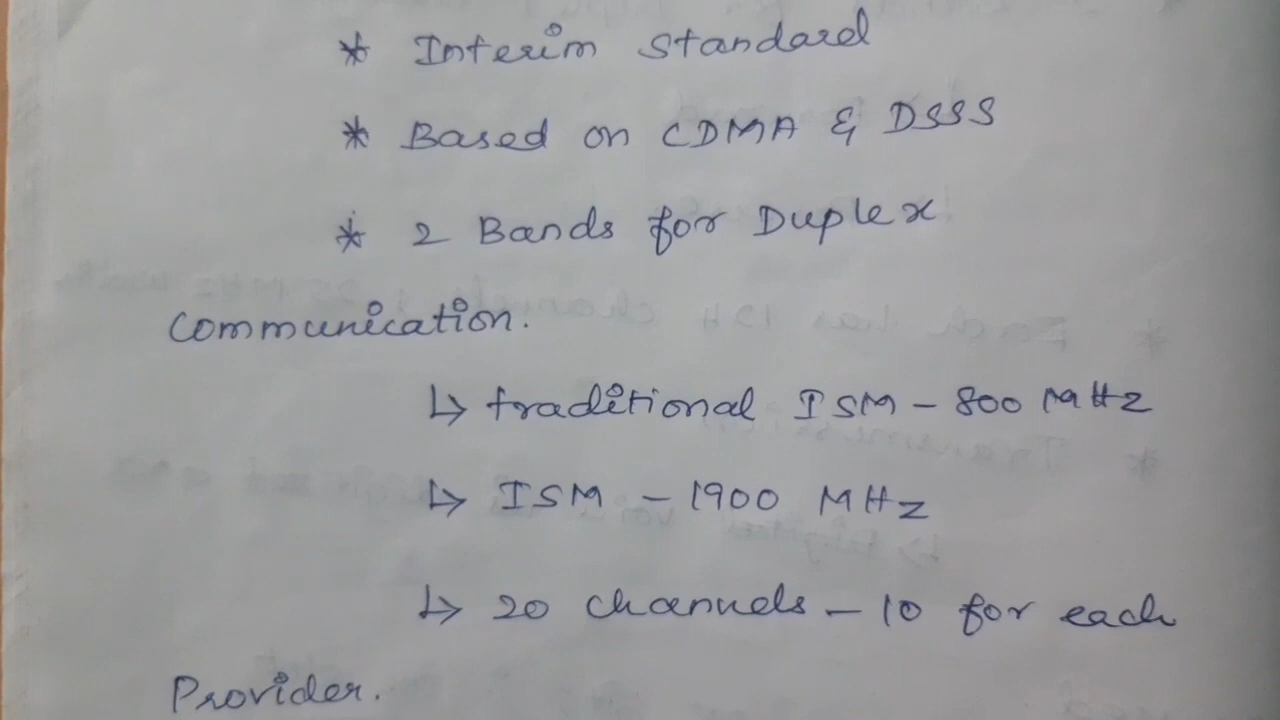 * Interim Standard
* Based on CDMA & DSSS
* 2 Bands for Duplex
Communication.
↳ traditional ISM - 800 MHz
↳ ISM - 1900 MHz
↳ 20 channels - 10 for each
Provider.